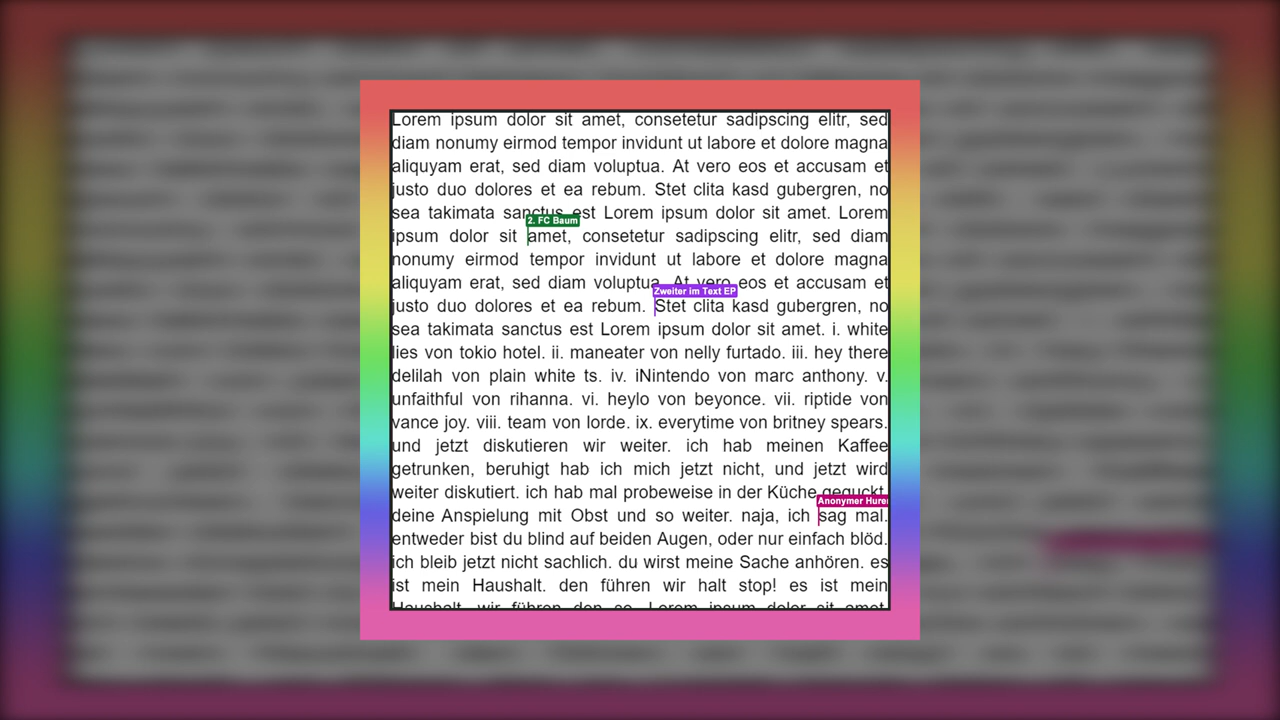 Lorem ipsum dolor sit amet, consetetur sadipscing elitr, sed
diam nonumy eirmod tempor invidunt ut labore et dolore magna
aliquyam erat, sed diam voluptua. At vero eos et accusam et
justo duo dolores et ea rebum. Stet clita kasd gubergren, no
sea takimata sanctus est Lorem ipsum dolor sit amet. Lorem
2. FC Baum
ipsum dolor sit amet, consetetur sadipscing elitr, sed diam
nonumy eirmod tempor invidunt ut labore et dolore magna
aliquyam erat, sed diam voluptua. At vero eos et accusam et
Zweiter im Text EP
justo duo dolores et ea rebum. Stet clita kasd gubergren, no
sea takimata sanctus est Lorem ipsum dolor sit amet. i. white
lies von tokio hotel. ii. maneater von nelly furtado. iii. hey there
delilah von plain white ts. iv. iNintendo von marc anthony. v.
unfaithful von rihanna. vi. heylo von beyonce. vii. riptide von
vance joy. viii. team von lorde. ix. everytime von britney spears.
und jetzt diskutieren wir weiter. ich hab meinen Kaffee
getrunken, beruhigt hab ich mich jetzt nicht, und jetzt wird
weiter diskutiert. ich hab mal probeweise in der Küche geguckt.
Anonymer Huren
deine Anspielung mit Obst und so weiter. naja, ich sag mal.
entweder bist du blind auf beiden Augen, oder nur einfach blöd.
ich bleib jetzt nicht sachlich. du wirst meine Sache anhören. es
ist mein Haushalt. den führen wir halt stop! es ist mein
Haushalt. wir führen den so. Lorem ipsum dolor sit amet.